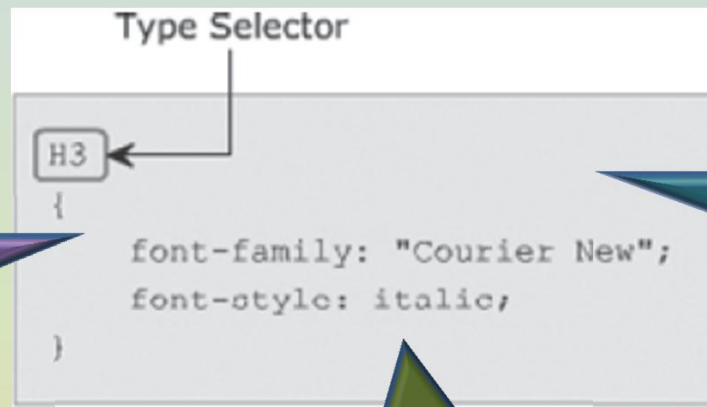 Type Selector
H3
{
font-family: "Courier New";
font-style: italic;
}